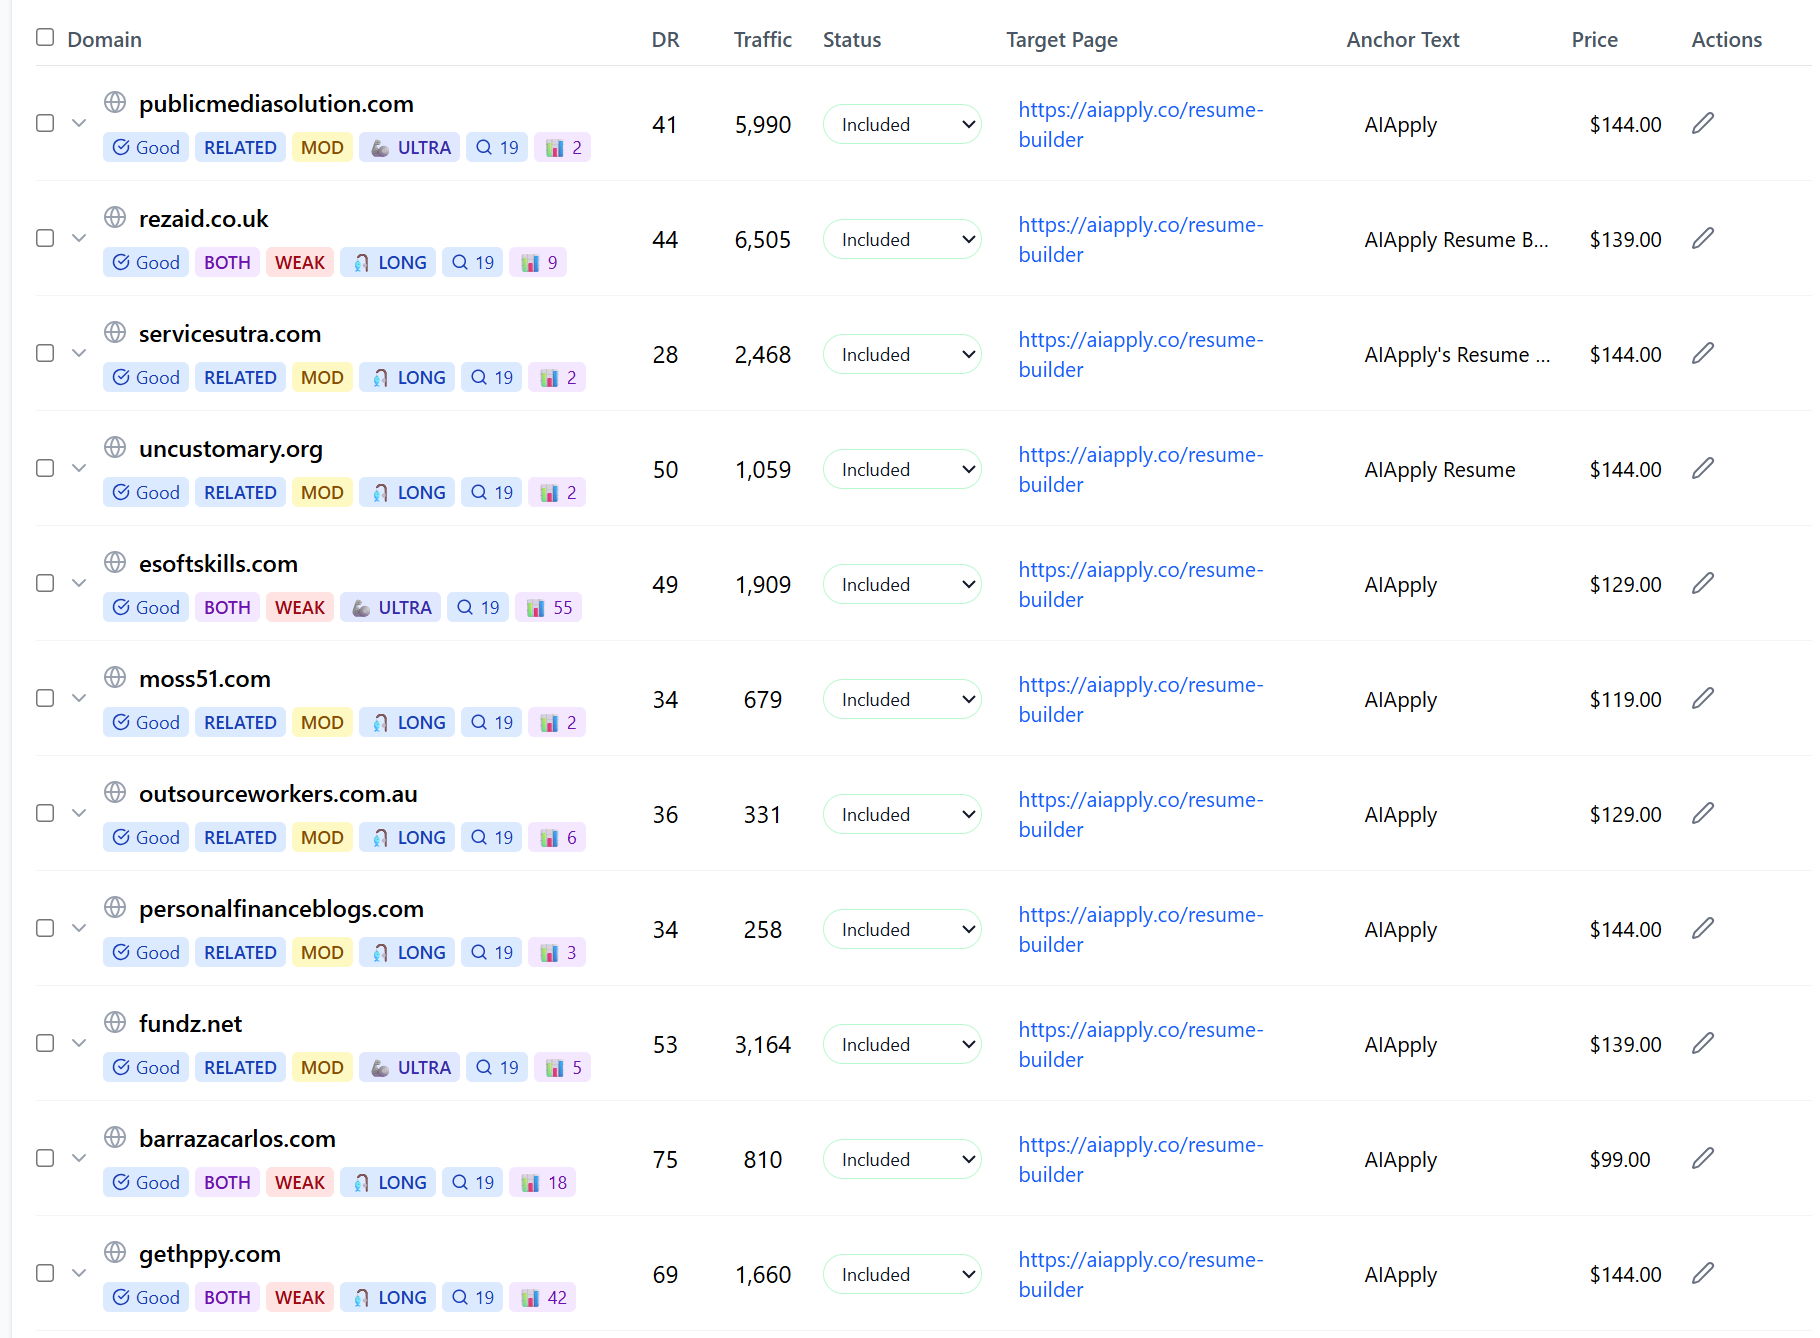 Domain DR Traffic Status Target Page Anchor Text Price Actions
publicmediasolution.com
Good RELATED MOD ULTRA 19 2
41 5,990 Included https://aiapply.co/resume-
builder
AIApply $144.00
rezaid.co.uk
Good BOTH WEAK LONG 19 9
44 6,505 Included https://aiapply.co/resume-
builder
AIApply Resume B... $139.00
servicesutra.com
Good RELATED MOD LONG 19 2
28 2,468 Included https://aiapply.co/resume-
builder
AIApply's Resume ... $144.00
uncustomary.org
Good RELATED MOD LONG 19 2
50 1,059 Included https://aiapply.co/resume-
builder
AIApply Resume $144.00
esoftskills.com
Good BOTH WEAK ULTRA 19 55
49 1,909 Included https://aiapply.co/resume-
builder
AIApply $129.00
moss51.com
Good RELATED MOD LONG 19 2
34 679 Included https://aiapply.co/resume-
builder
AIApply $119.00
outsourceworkers.com.au
Good RELATED MOD LONG 19 6
36 331 Included https://aiapply.co/resume-
builder
AIApply $129.00
personalfinanceblogs.com
Good RELATED MOD LONG 19 3
34 258 Included https://aiapply.co/resume-
builder
AIApply $144.00
fundz.net
Good RELATED MOD ULTRA 19 5
53 3,164 Included https://aiapply.co/resume-
builder
AIApply $139.00
barrazacarlos.com
Good BOTH WEAK LONG 19 18
75 810 Included https://aiapply.co/resume-
builder
AIApply $99.00
gethppy.com
Good BOTH WEAK LONG 19 42
69 1,660 Included https://aiapply.co/resume-
builder
AIApply $144.00